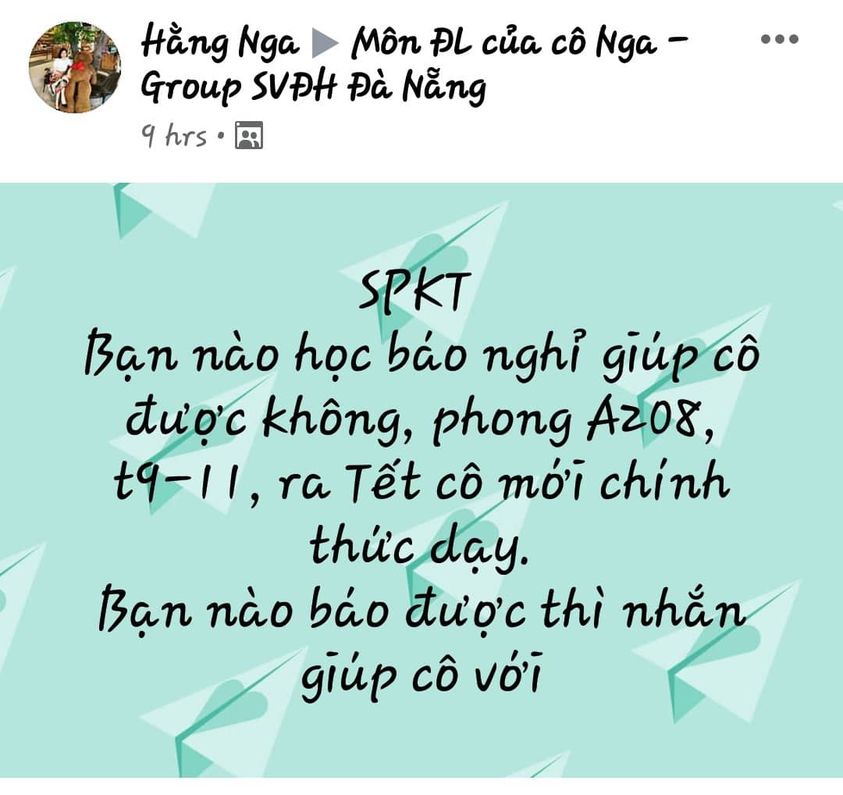 Hằng Nga ▶ Môn ĐL của cô Nga –
Group SVĐH Đà Nẵng
9 hrs •
SPKT
Bạn nào học báo nghỉ giúp cô
được không, phong A208,
t9-11, ra Tết cô mới chính
thức dạy.
Bạn nào báo được thì nhắn
giúp cô với